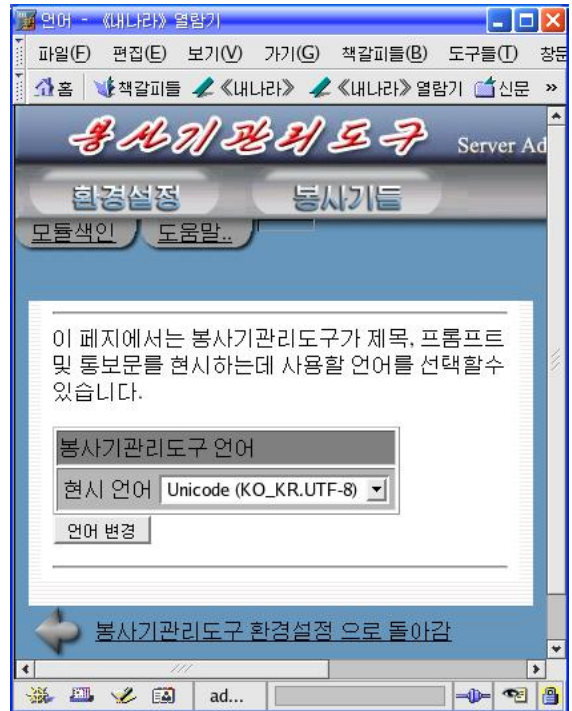 언어 - 《내나라》 열람기
파일(F) 편집(E) 보기(V) 가기(G) 책갈피들(B) 도구들(T) 창문
홈 책갈피들 《내나라》 《내나라》 열람기 신문 »
봉사기관리도구 Server Ad
환경설정 봉사기들
모듈색인 도움말..
이 페지에서는 봉사기관리도구가 제목, 프롬프트
및 통보문를 현시하는데 사용할 언어를 선택할수
있습니다.
봉사기관리도구 언어
현시 언어 Unicode (KO_KR.UTF-8)
언어 변경
봉사기관리도구 환경설정 으로 돌아감
ad...